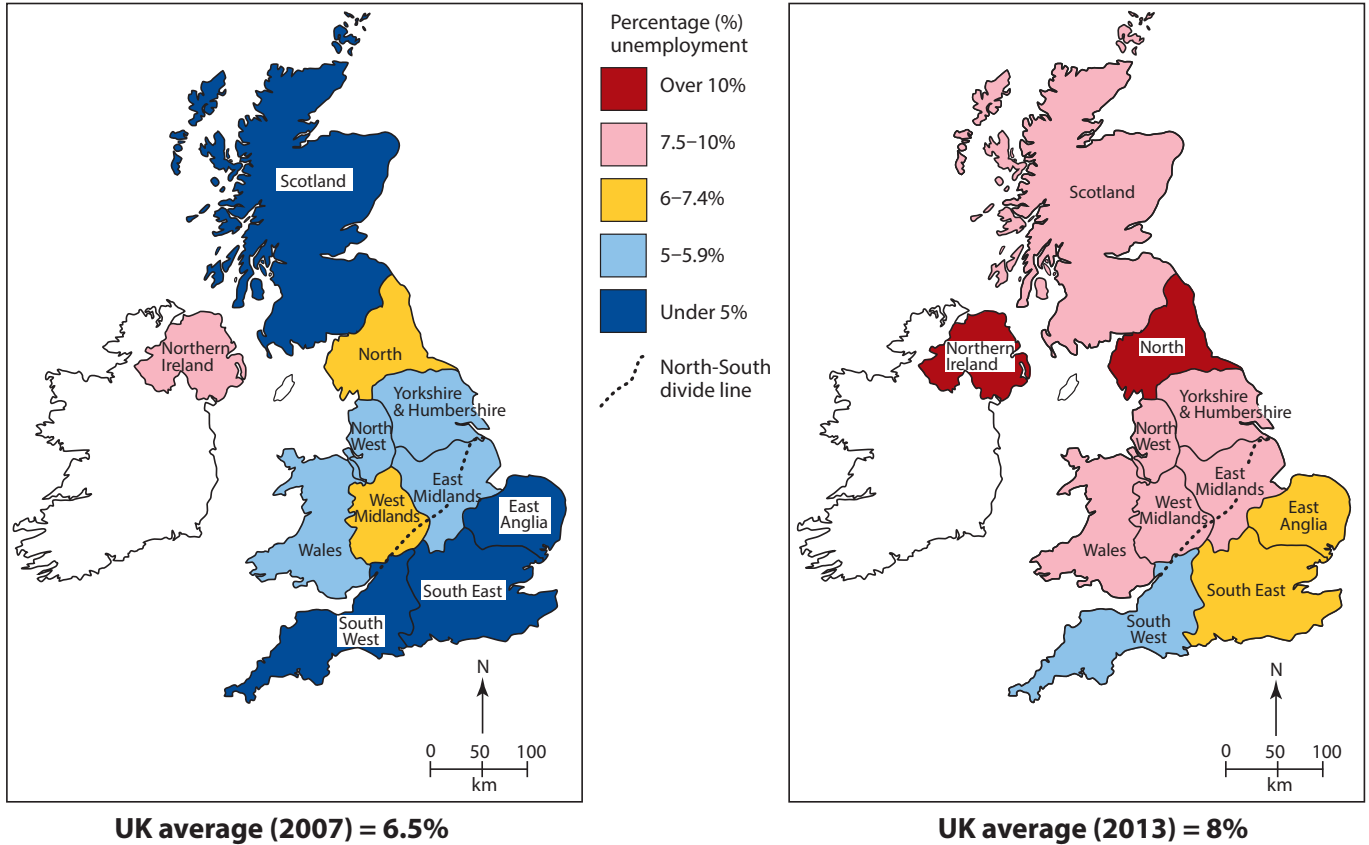 Scotland
Northern
Ireland
North
Yorkshire
& Humbershire
North
West
East
Midlands
West
Midlands
East
Anglia
Wales
South East
South
West
N
0 50 100
km
UK average (2007) = 6.5%
Percentage (%)
unemployment
Over 10%
7.5–10%
6–7.4%
5–5.9%
Under 5%
North-South
divide line
Scotland
Northern
Ireland
North
Yorkshire
& Humbershire
North
West
East
Midlands
West
Midlands
East
Anglia
Wales
South East
South
West
N
0 50 100
km
UK average (2013) = 8%